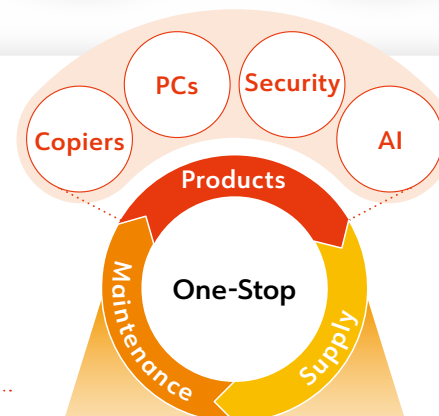 PCs
Security
Copiers
AI
Products
One-Stop
Maintenance
Supply